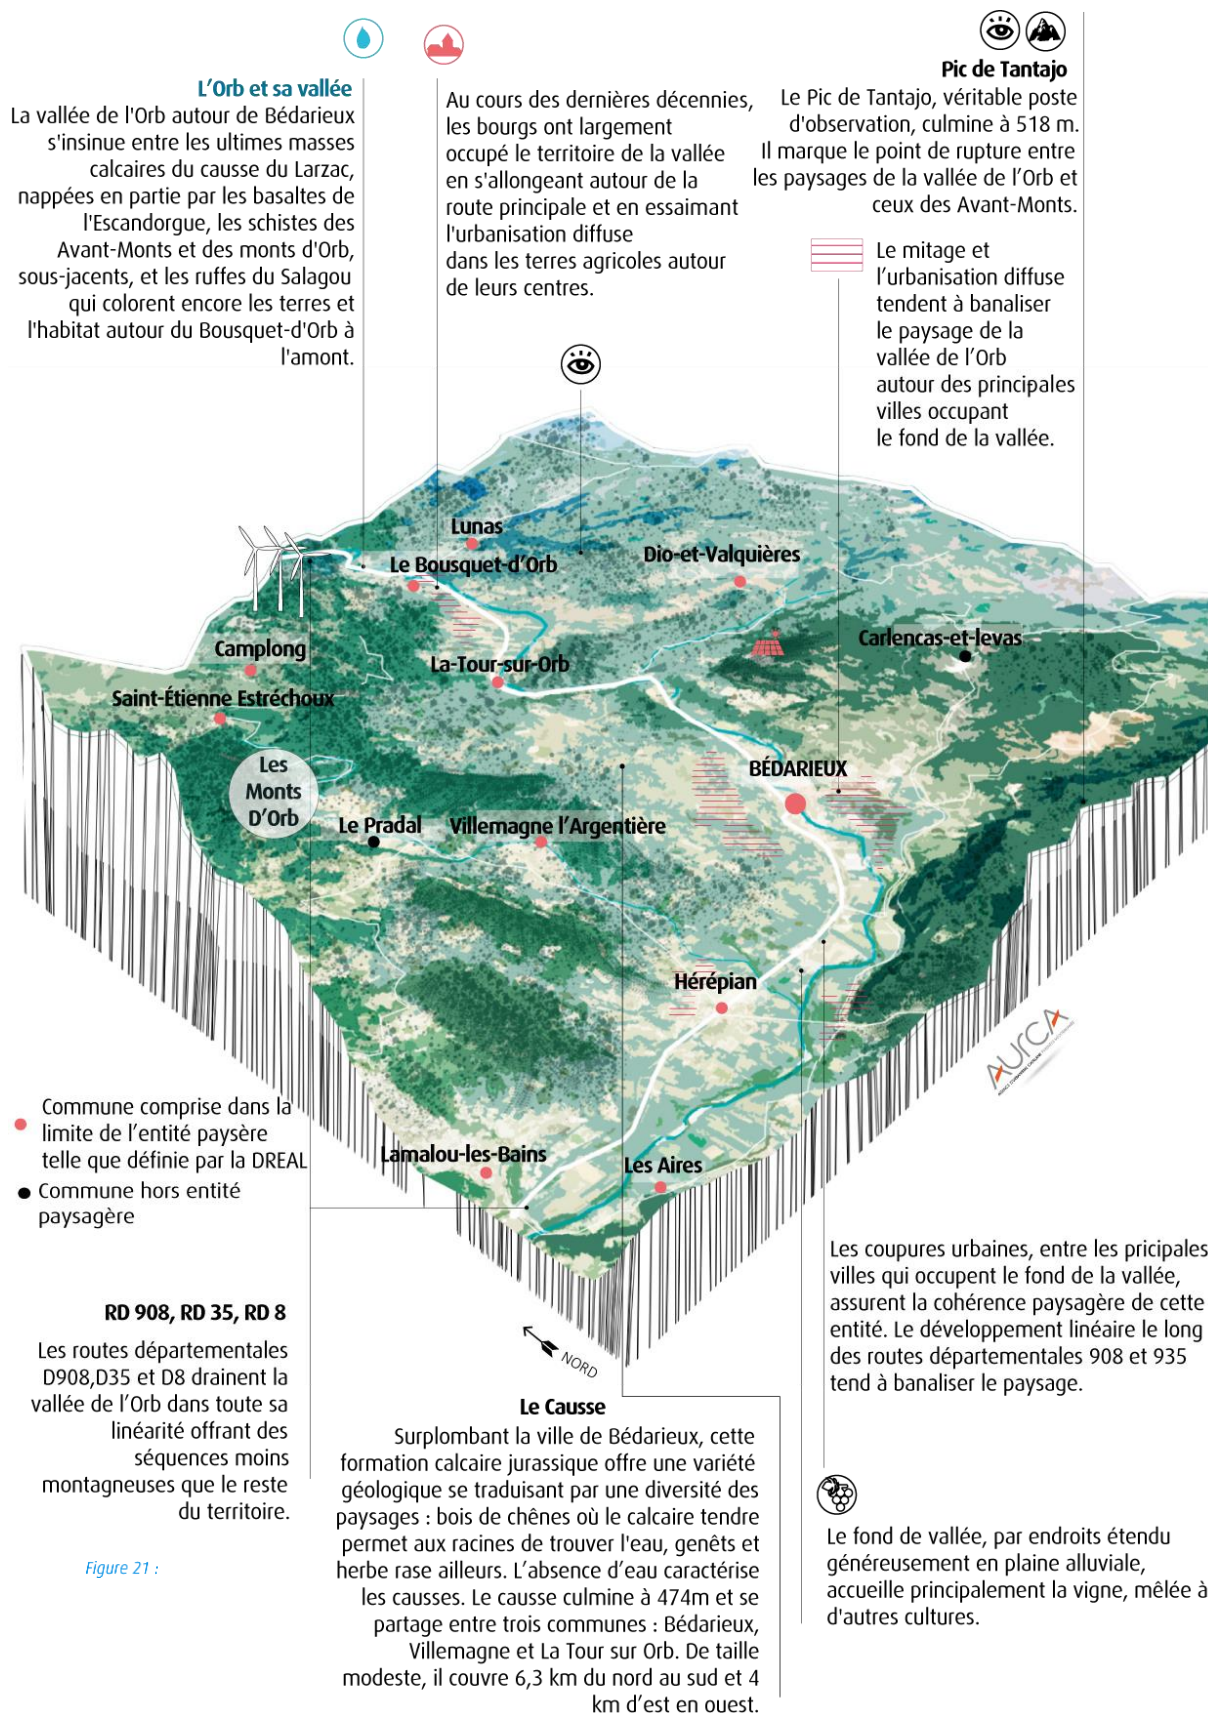 L'Orb et sa vallée
La vallée de l'Orb autour de Bédarieux
s'insinue entre les ultimes masses
calcaires du causse du Larzac,
nappées en partie par les basaltes de
l'Escandorgue, les schistes des
Avant-Monts et des monts d'Orb,
sous-jacents, et les ruffes du Salagou
qui colorent encore les terres et
l'habitat autour du Bousquet-d'Orb à
l'amont.
Au cours des dernières décennies,
les bourgs ont largement
occupé le territoire de la vallée
en s'allongeant autour de la
route principale et en essaimant
l'urbanisation diffuse
dans les terres agricoles autour
de leurs centres.
Pic de Tantajo
Le Pic de Tantajo, véritable poste
d'observation, culmine à 518 m.
Il marque le point de rupture entre
les paysages de la vallée de l'Orb et
ceux des Avant-Monts.
Le mitage et
l'urbanisation diffuse
tendent à banaliser
le paysage de la
vallée de l'Orb
autour des principales
villes occupant
le fond de la vallée.
Lunas
Le Bousquet-d'Orb
Dio-et-Valquières
Camplong
La-Tour-sur-Orb
Carlencas-et-levas
Saint-Étienne Estréchoux
Les
Monts
D'Orb
BÉDARIEUX
Le Pradal
Villemagne l'Argentière
Hérépian
AURCA
Lamalou-les-Bains
Les Aires
Commune comprise dans la
limite de l'entité paysère
telle que définie par la DREAL
Commune hors entité
paysagère
RD 908, RD 35, RD 8
Les routes départementales
D908,D35 et D8 drainent la
vallée de l'Orb dans toute sa
linéarité offrant des
séquences moins
montagneuses que le reste
du territoire.
Figure 21 :
NORD
Le Causse
Surplombant la ville de Bédarieux, cette
formation calcaire jurassique offre une variété
géologique se traduisant par une diversité des
paysages : bois de chênes où le calcaire tendre
permet aux racines de trouver l'eau, genêts et
herbe rase ailleurs. L'absence d'eau caractérise
les causses. Le causse culmine à 474m et se
partage entre trois communes : Bédarieux,
Villemagne et La Tour sur Orb. De taille
modeste, il couvre 6,3 km du nord au sud et 4
km d'est en ouest.
Les coupures urbaines, entre les pricipales
villes qui occupent le fond de la vallée,
assurent la cohérence paysagère de cette
entité. Le développement linéaire le long
des routes départementales 908 et 935
tend à banaliser le paysage.
Le fond de vallée, par endroits étendu
généreusement en plaine alluviale,
accueille principalement la vigne, mêlée à
d'autres cultures.